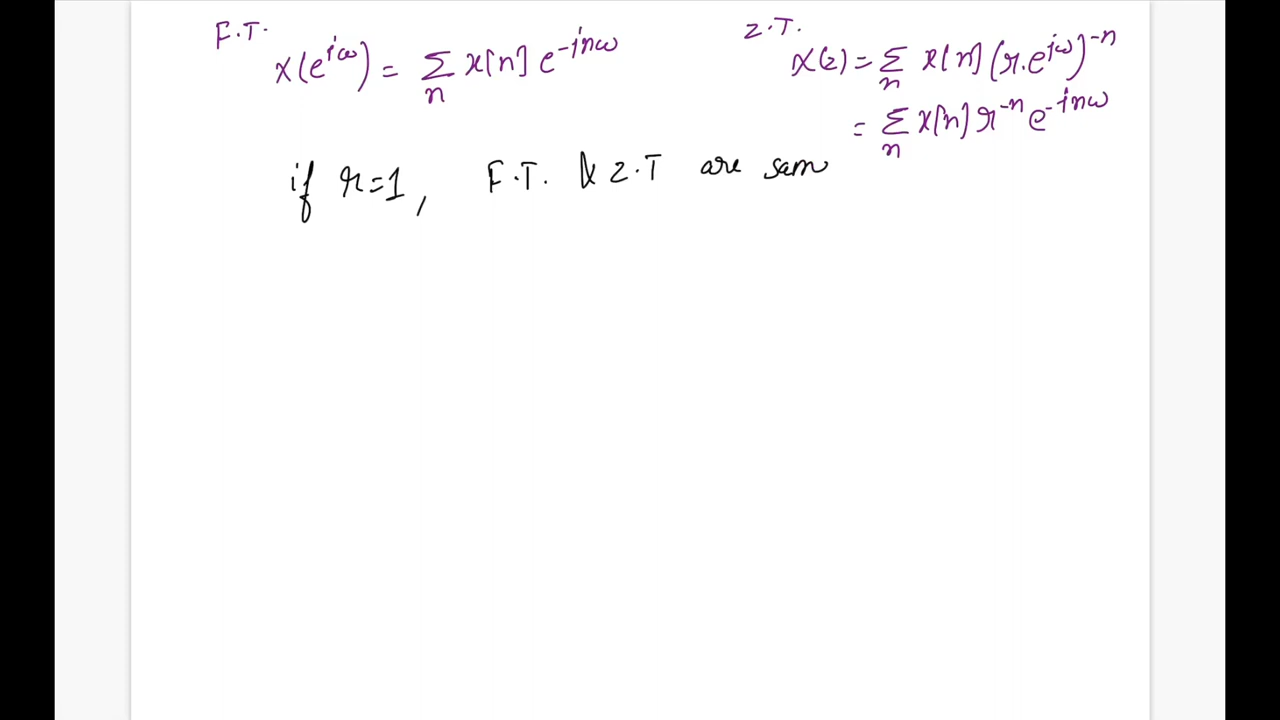 F.T.
X(e^{jω}) = Σ_n x[n] e^{-jnω}
Z.T.
X(z) = Σ_n x[n] (r.e^{jω})^{-n}
= Σ_n x[n] r^{-n} e^{-jnω}
if r=1, F.T. & Z.T are sam